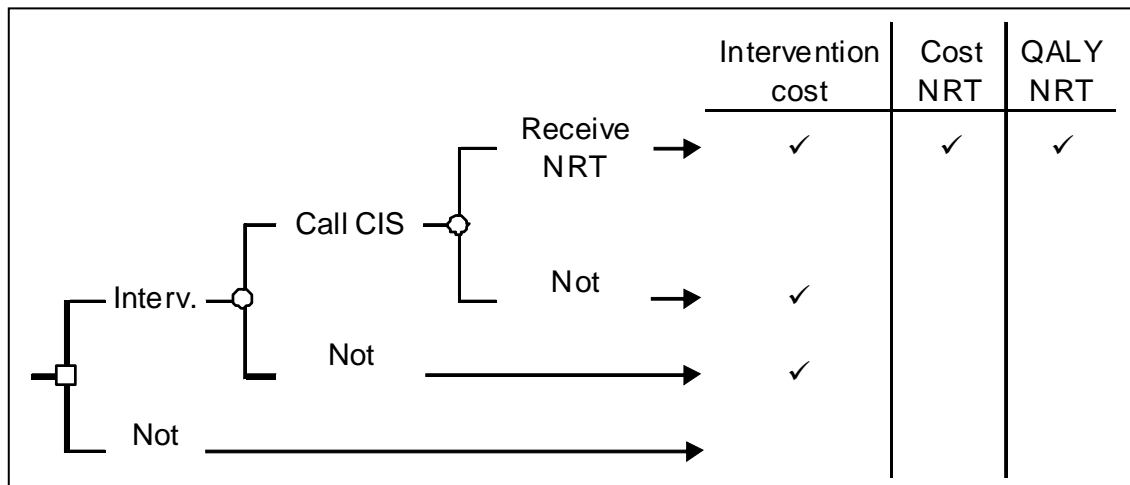 Intervention cost
Cost NRT
QALY NRT
Receive NRT
✓ ✓ ✓
Call CIS
Not
✓
Interv.
Not
✓
Not